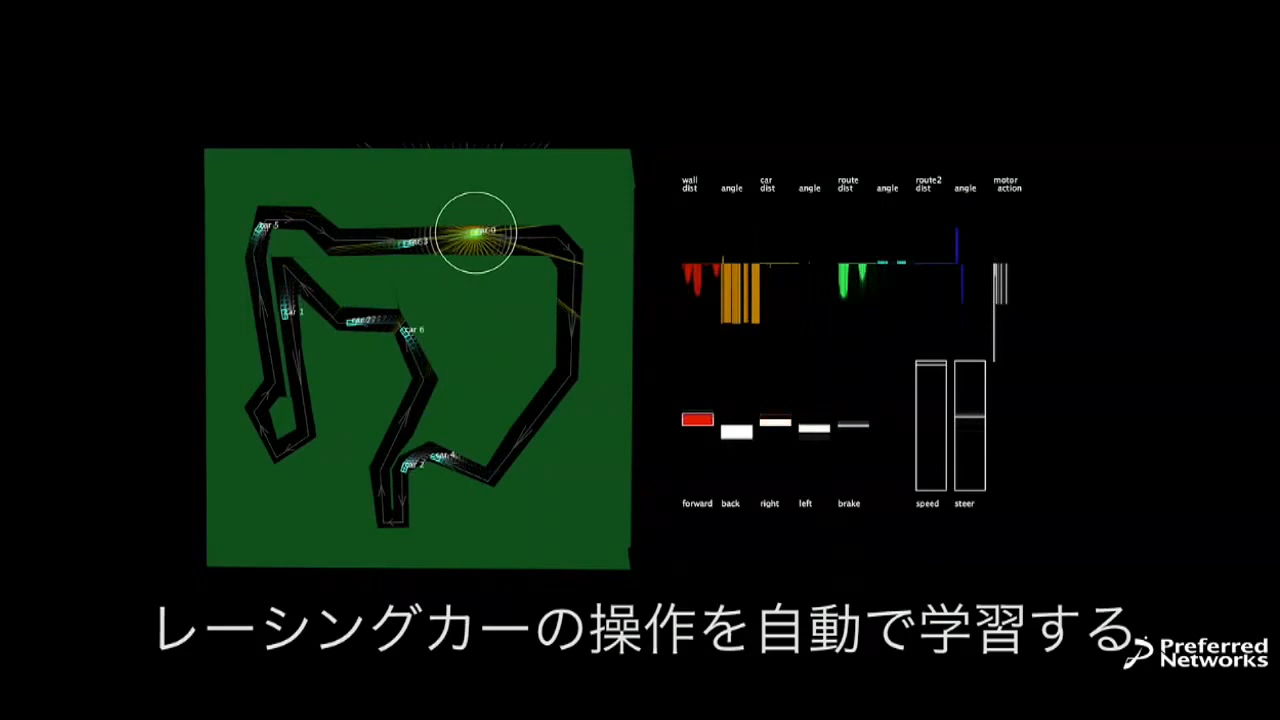 wall dist
angle
car dist
angle
route dist
angle
route2 dist
angle
motor action
car 5
car 3
car 0
car 1
car 6
car 2
car 4
forward back right left brake speed steer
レーシングカーの操作を自動で学習する
Preferred
Networks